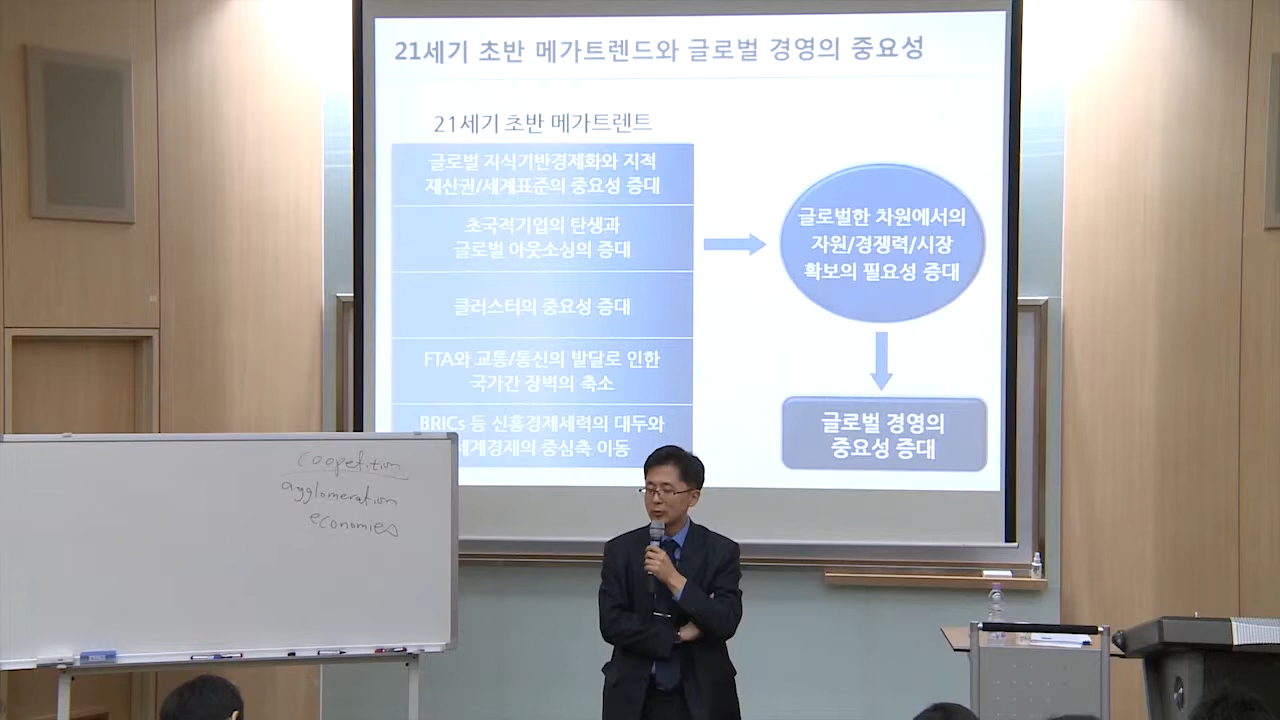 21세기 초반 메가트렌드와 글로벌 경영의 중요성
21세기 초반 메가트렌트
글로벌 지식기반경제화와 지적
재산권/세계표준의 중요성 증대
초국적기업의 탄생과
글로벌 아웃소싱의 증대
클러스터의 중요성 증대
FTA와 교통/통신의 발달로 인한
국가간 장벽의 축소
BRICs 등 신흥경제세력의 대두와
세계경제의 중심축 이동
글로벌한 차원에서의
자원/경쟁력/시장
확보의 필요성 증대
글로벌 경영의
중요성 증대
coopetition
agglomeration
economies